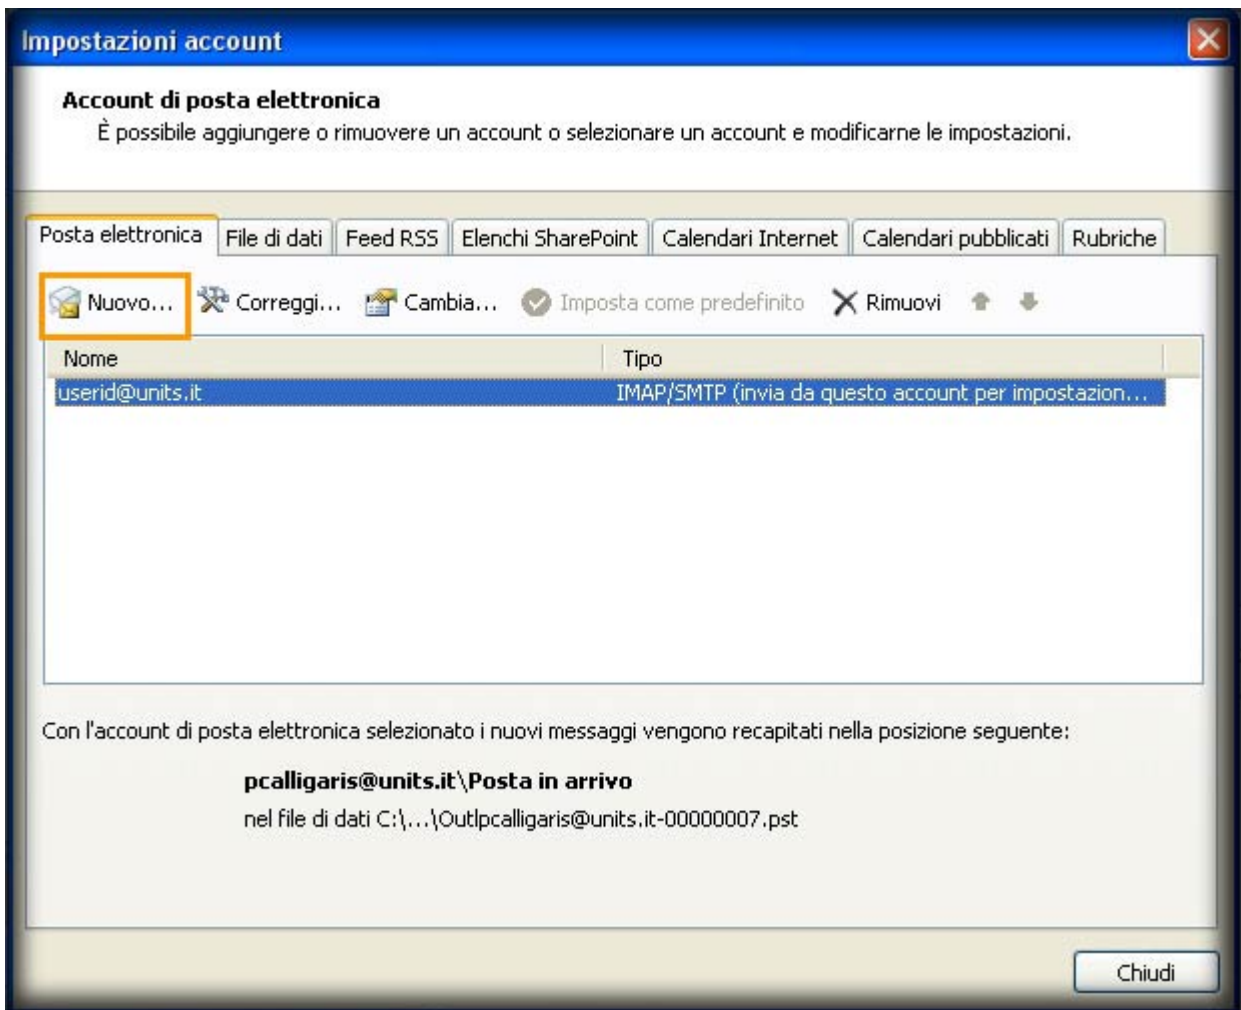 Impostazioni account
Account di posta elettronica
È possibile aggiungere o rimuovere un account o selezionare un account e modificarne le impostazioni.
Posta elettronica File di dati Feed RSS Elenchi SharePoint Calendari Internet Calendari pubblicati Rubriche
Nuovo... Correggi... Cambia... Imposta come predefinito Rimuovi
Nome Tipo
userid@units.it IMAP/SMTP (invia da questo account per impostazion...
Con l'account di posta elettronica selezionato i nuovi messaggi vengono recapitati nella posizione seguente:
pcalligaris@units.it\Posta in arrivo
nel file di dati C:\...\Outlpcalligaris@units.it-00000007.pst
Chiudi